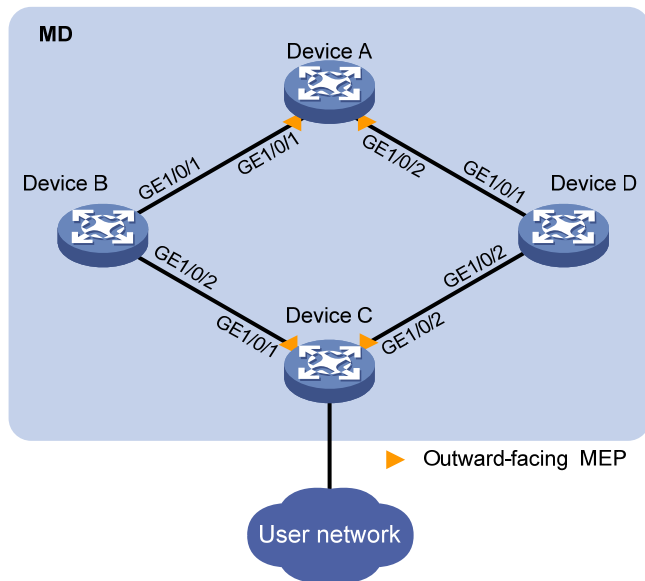 MD
Device A
GE1/0/1
GE1/0/1
GE1/0/2
GE1/0/1
Device B
Device D
GE1/0/2
GE1/0/1
Device C
GE1/0/2
GE1/0/2
Outward-facing MEP
User network